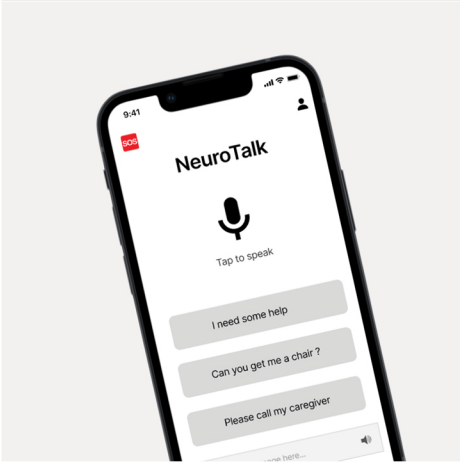 9:41
SOS
NeuroTalk
Tap to speak
I need some help
Can you get me a chair ?
Please call my caregiver
here...